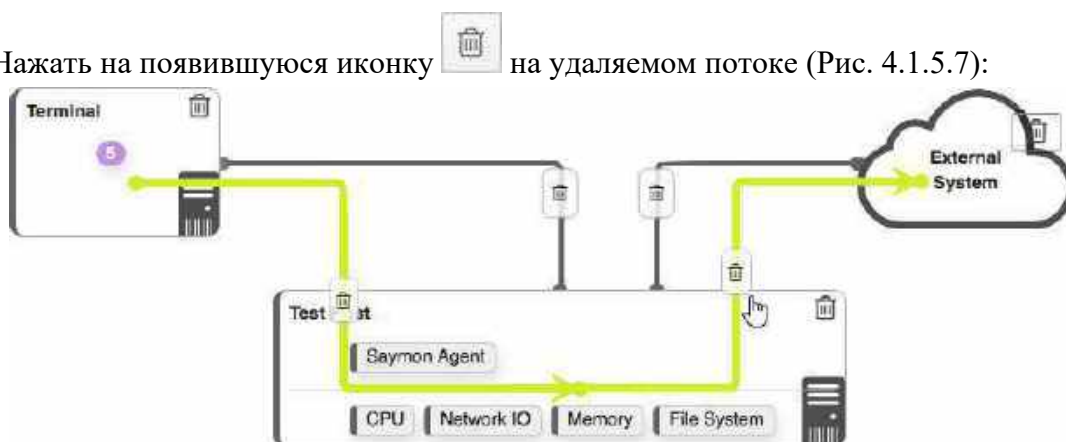 Нажать на появившуюся иконку на удаляемом потоке (Рис. 4.1.5.7):
Terminal
5
External
System
Test
Saymon Agent
CPU Network IO Memory File System